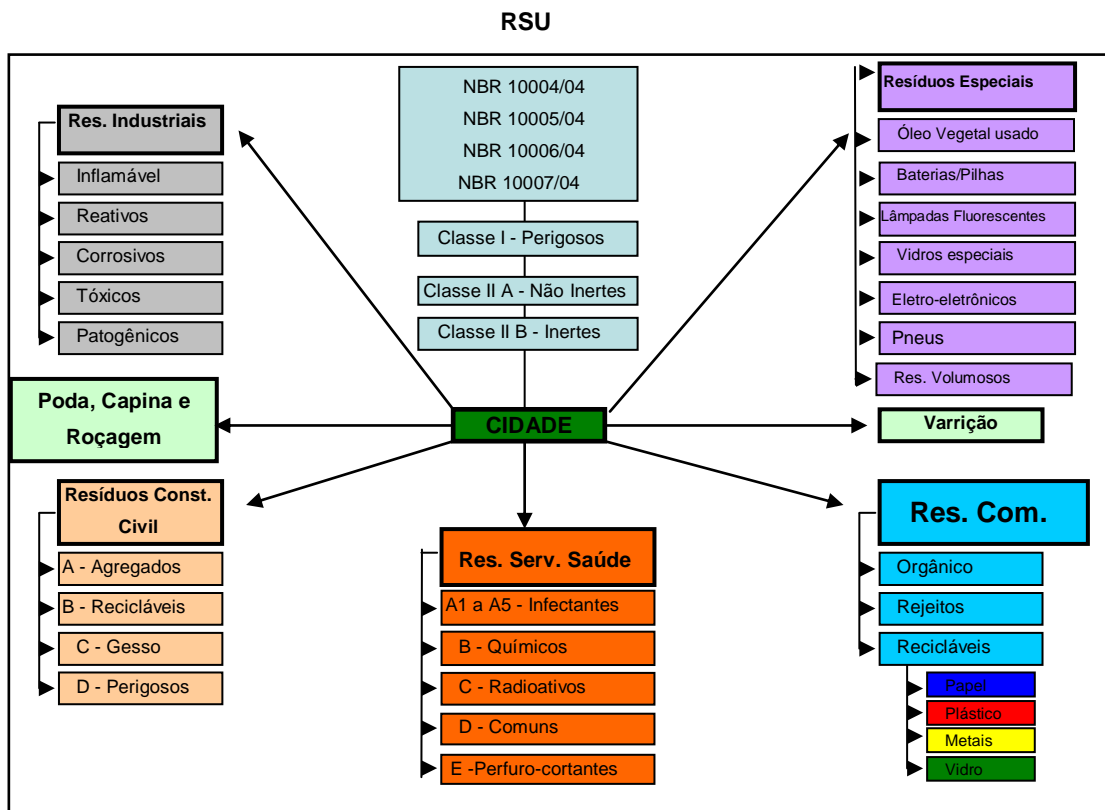 RSU
Res. Industriais
Inflamável
Reativos
Corrosivos
Tóxicos
Patogênicos
NBR 10004/04
NBR 10005/04
NBR 10006/04
NBR 10007/04
Classe I - Perigosos
Classe II A - Não Inertes
Classe II B - Inertes
Resíduos Especiais
Óleo Vegetal usado
Baterias/Pilhas
Lâmpadas Fluorescentes
Vidros especiais
Eletro-eletrônicos
Pneus
Res. Volumosos
Poda, Capina e
Roçagem
CIDADE
Varrição
Resíduos Const.
Civil
A - Agregados
B - Recicláveis
C - Gesso
D - Perigosos
Res. Serv. Saúde
A1 a A5 - Infectantes
B - Químicos
C - Radioativos
D - Comuns
E -Perfuro-cortantes
Res. Com.
Orgânico
Rejeitos
Recicláveis
Papel
Plástico
Metais
Vidro